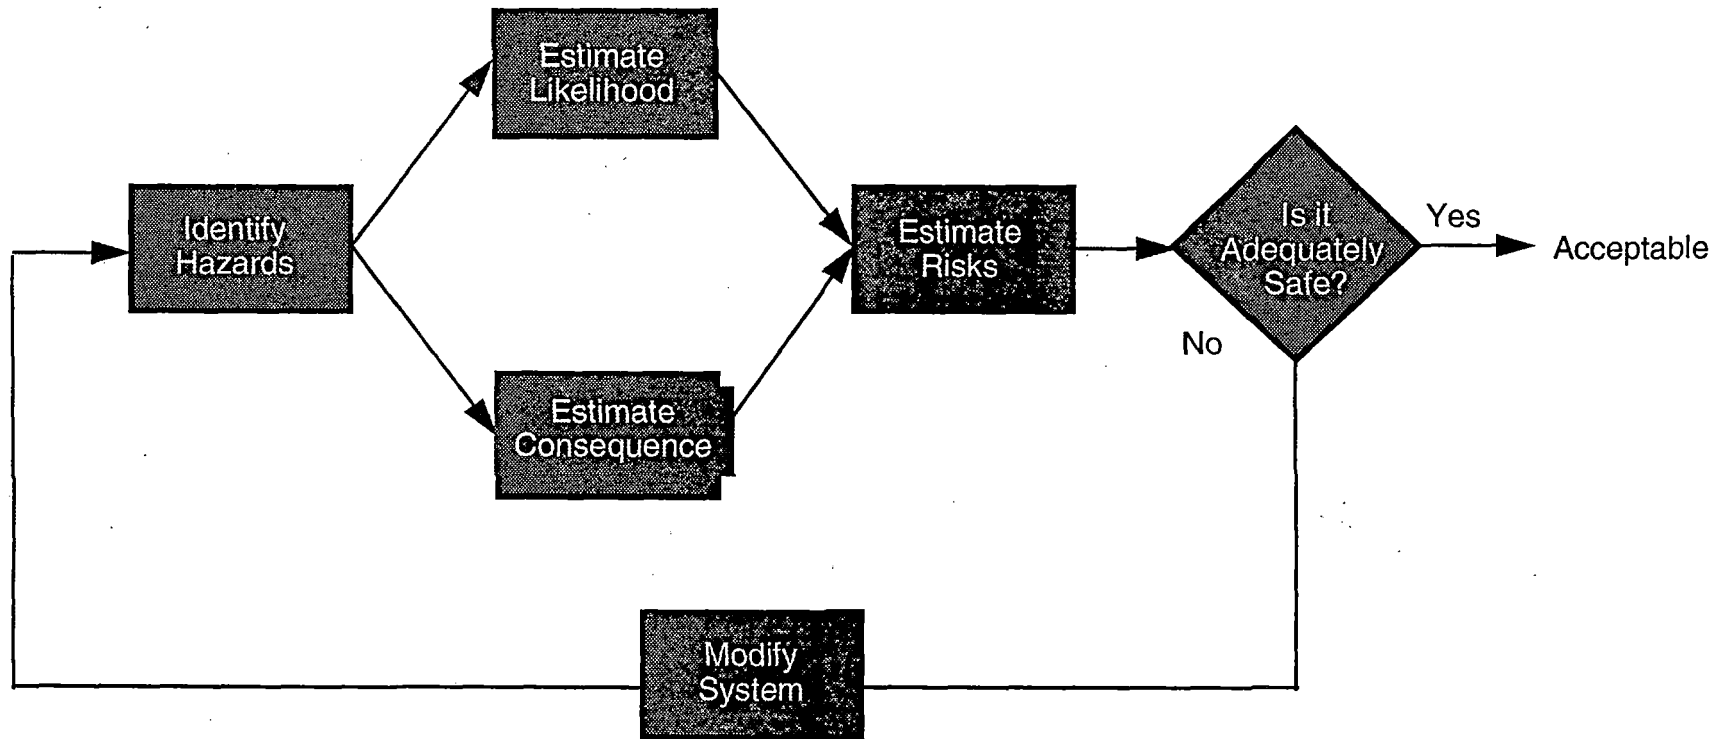 Estimate
Likelihood
Identify
Hazards
Estimate
Consequence
Estimate
Risks
Is it
Adequately
Safe?
Yes
Acceptable
No
Modify
System